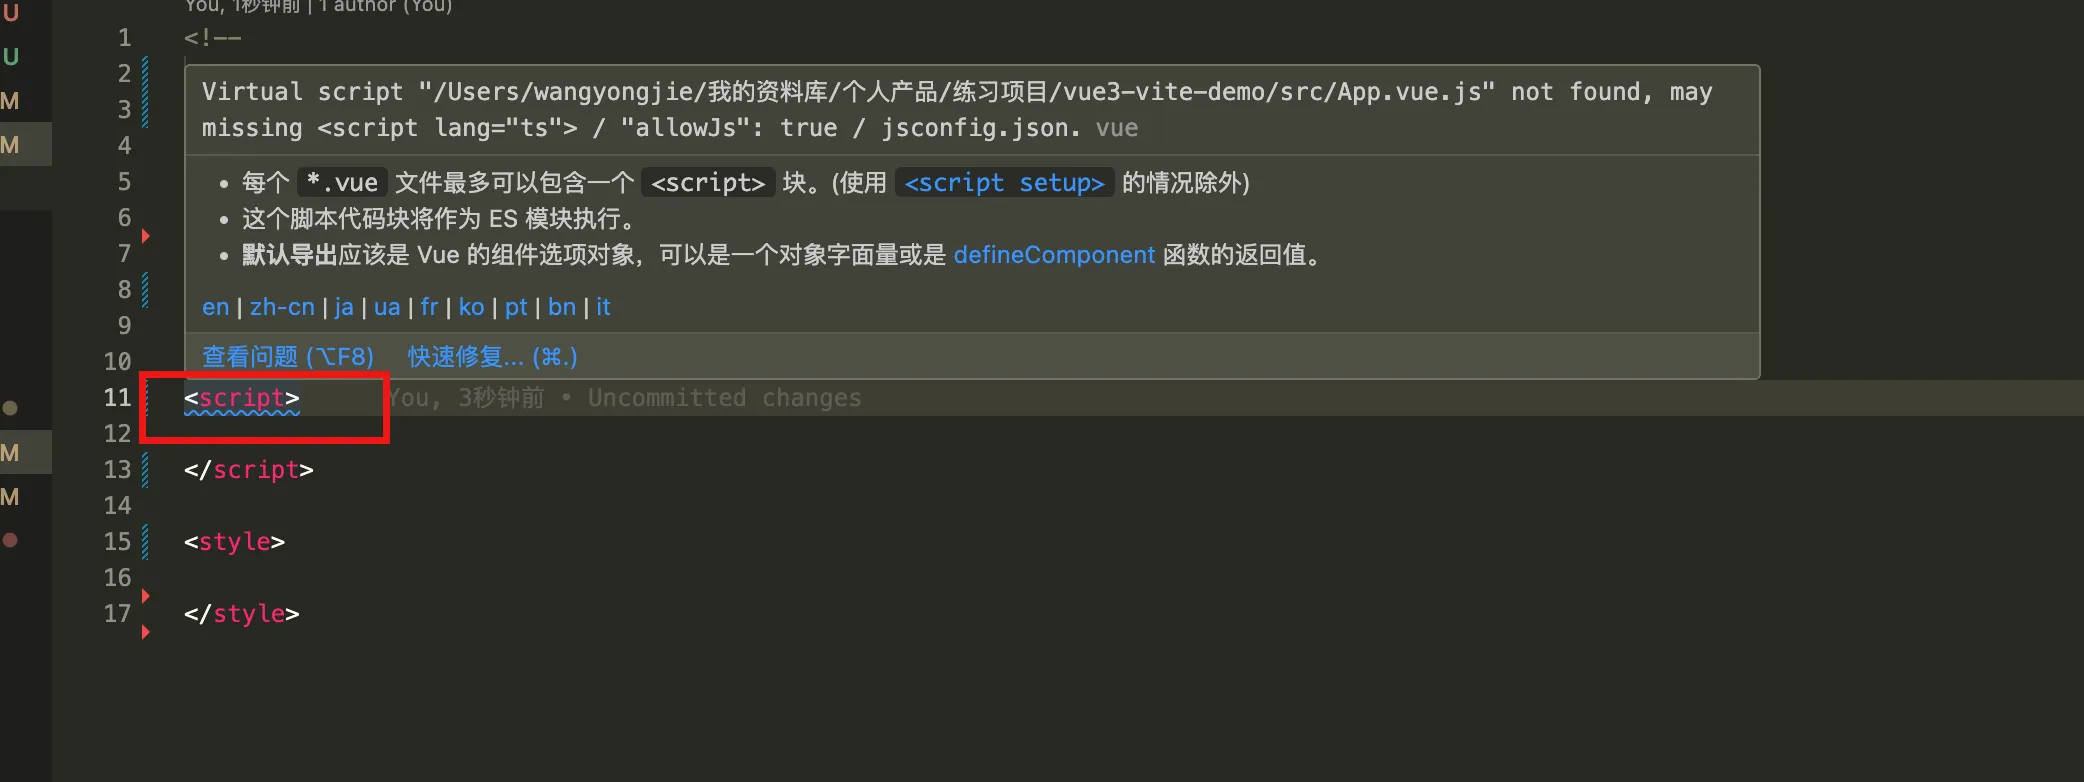 U
You, 1秒钟前 | 1 author (You)
1 <!--
U
2
M
3
M
4
Virtual script "/Users/wangyongjie/我的资料库/个人产品/练习项目/vue3-vite-demo/src/App.vue.js" not found, may
missing <script lang="ts"> / "allowJs": true / jsconfig.json. vue
5
• 每个 *.vue 文件最多可以包含一个 <script> 块。(使用 <script setup> 的情况除外)
6
• 这个脚本代码块将作为 ES 模块执行。
7
• 默认导出应该是 Vue 的组件选项对象，可以是一个对象字面量或是 defineComponent 函数的返回值。
8
en | zh-cn | ja | ua | fr | ko | pt | bn | it
9
10
查看问题 (⌥F8) 快速修复... (⌘.)
11 <script> You, 3秒钟前 • Uncommitted changes
12
M
13 </script>
M
14
15 <style>
16
17 </style>